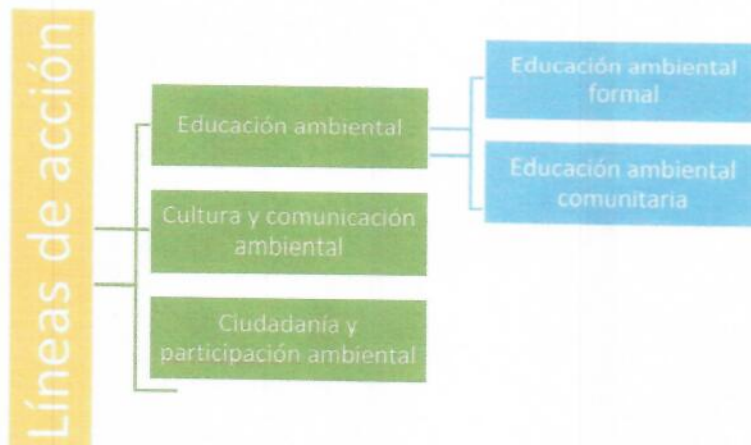 Líneas de acción
Educación ambiental
Cultura y comunicación
ambiental
Ciudadanía y
participación ambiental
Educación ambiental
formal
Educación ambiental
comunitaria